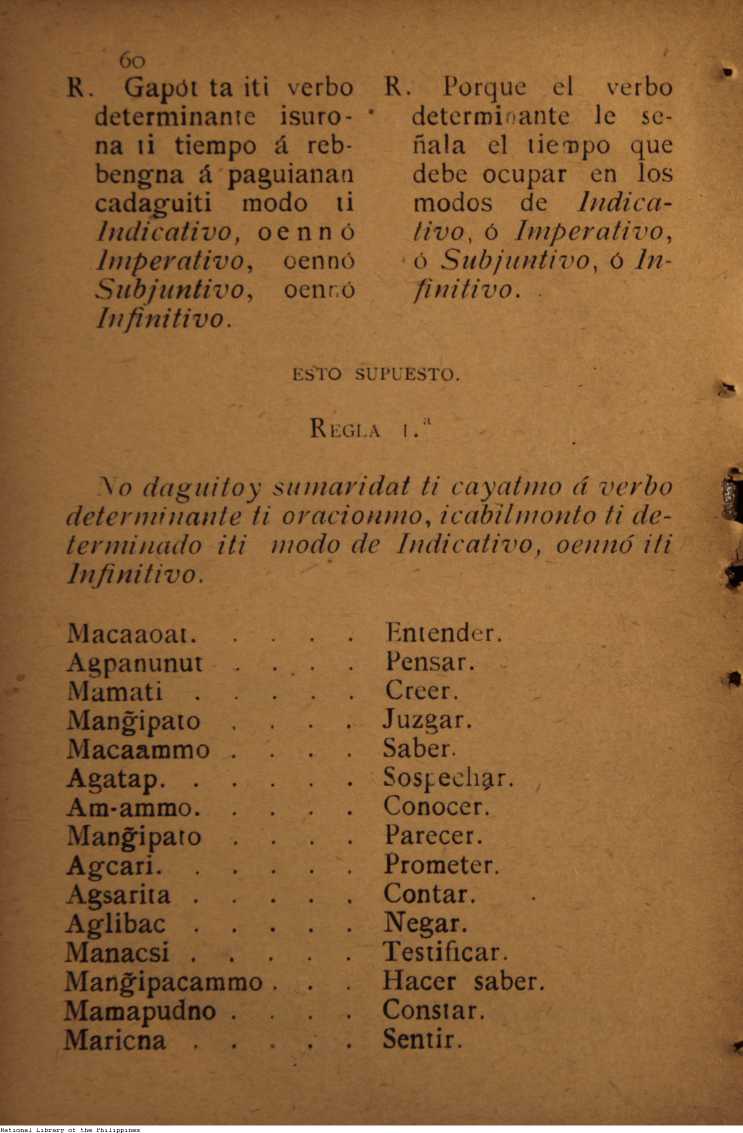 60
R. Gapót ta iti verbo
determinante isuro-
na ti tiempo á reb-
bengna á paguianan
cadaguiti modo ti
Indicativo, oennó
Imperativo, oennó
Subjuntivo, oennó
Infinitivo.
R. Porque el verbo
determinante le se-
ñala el tiempo que
debe ocupar en los
modos de Indica-
tivo, ó Imperativo,
ó Subjuntivo, ó In-
finitivo.
ESTO SUPUESTO.
REGLA 1.ª
No daguitoy sumaridat ti cayatmo á verbo
determinante ti oracionmo, icabilmonto ti de-
terminado iti modo de Indicativo, oennó iti
Infinitivo.
Macaaoat. . . . . Entender.
Agpanunut . . . . Pensar.
Mamati . . . . . Creer.
Mang̃ipato . . . . Juzgar.
Macaammo . . . . Saber.
Agatap. . . . . . Sospechar.
Am-ammo. . . . . Conocer.
Mang̃ipato . . . . Parecer.
Agcari. . . . . . Prometer.
Agsarita . . . . . Contar.
Aglibac . . . . . Negar.
Manacsi . . . . . Testificar.
Mang̃ipacammo . . . Hacer saber.
Mamapudno . . . . Constar.
Maricna . . . . . Sentir.
National Library of the Philippines